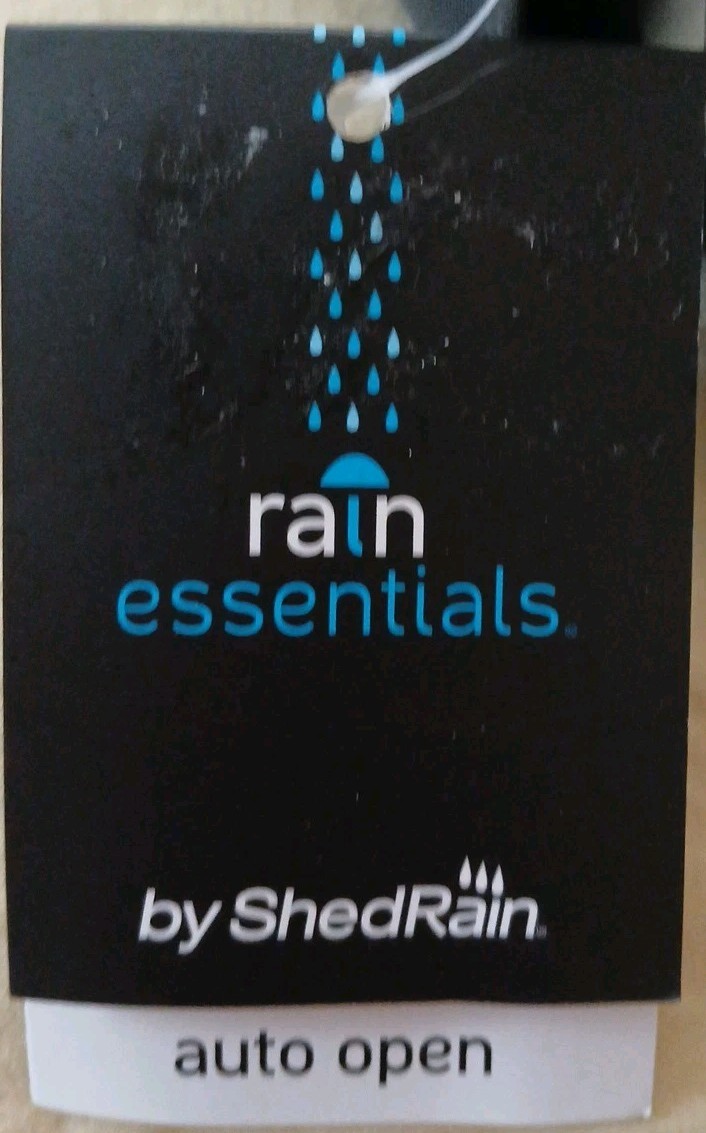 rain
essentials
by ShedRain
auto open